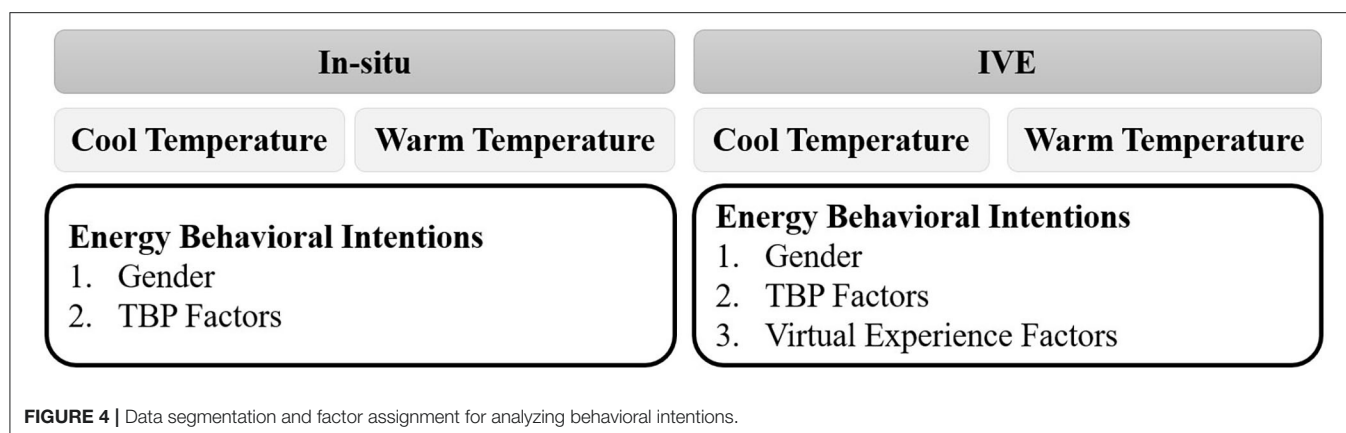 In-situ
IVE
Cool Temperature
Warm Temperature
Cool Temperature
Warm Temperature
Energy Behavioral Intentions
1. Gender
2. TBP Factors
Energy Behavioral Intentions
1. Gender
2. TBP Factors
3. Virtual Experience Factors
FIGURE 4 | Data segmentation and factor assignment for analyzing behavioral intentions.